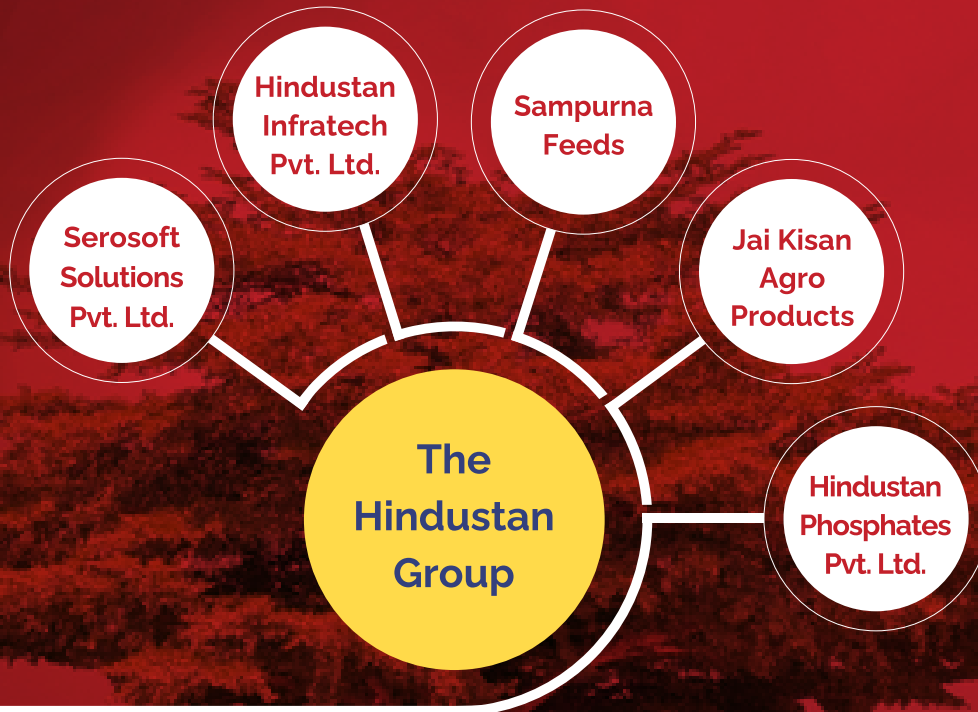 Hindustan
Infratech
Pvt. Ltd.
Sampurna
Feeds
Serosoft
Solutions
Pvt. Ltd.
Jai Kisan
Agro
Products
The
Hindustan
Group
Hindustan
Phosphates
Pvt. Ltd.